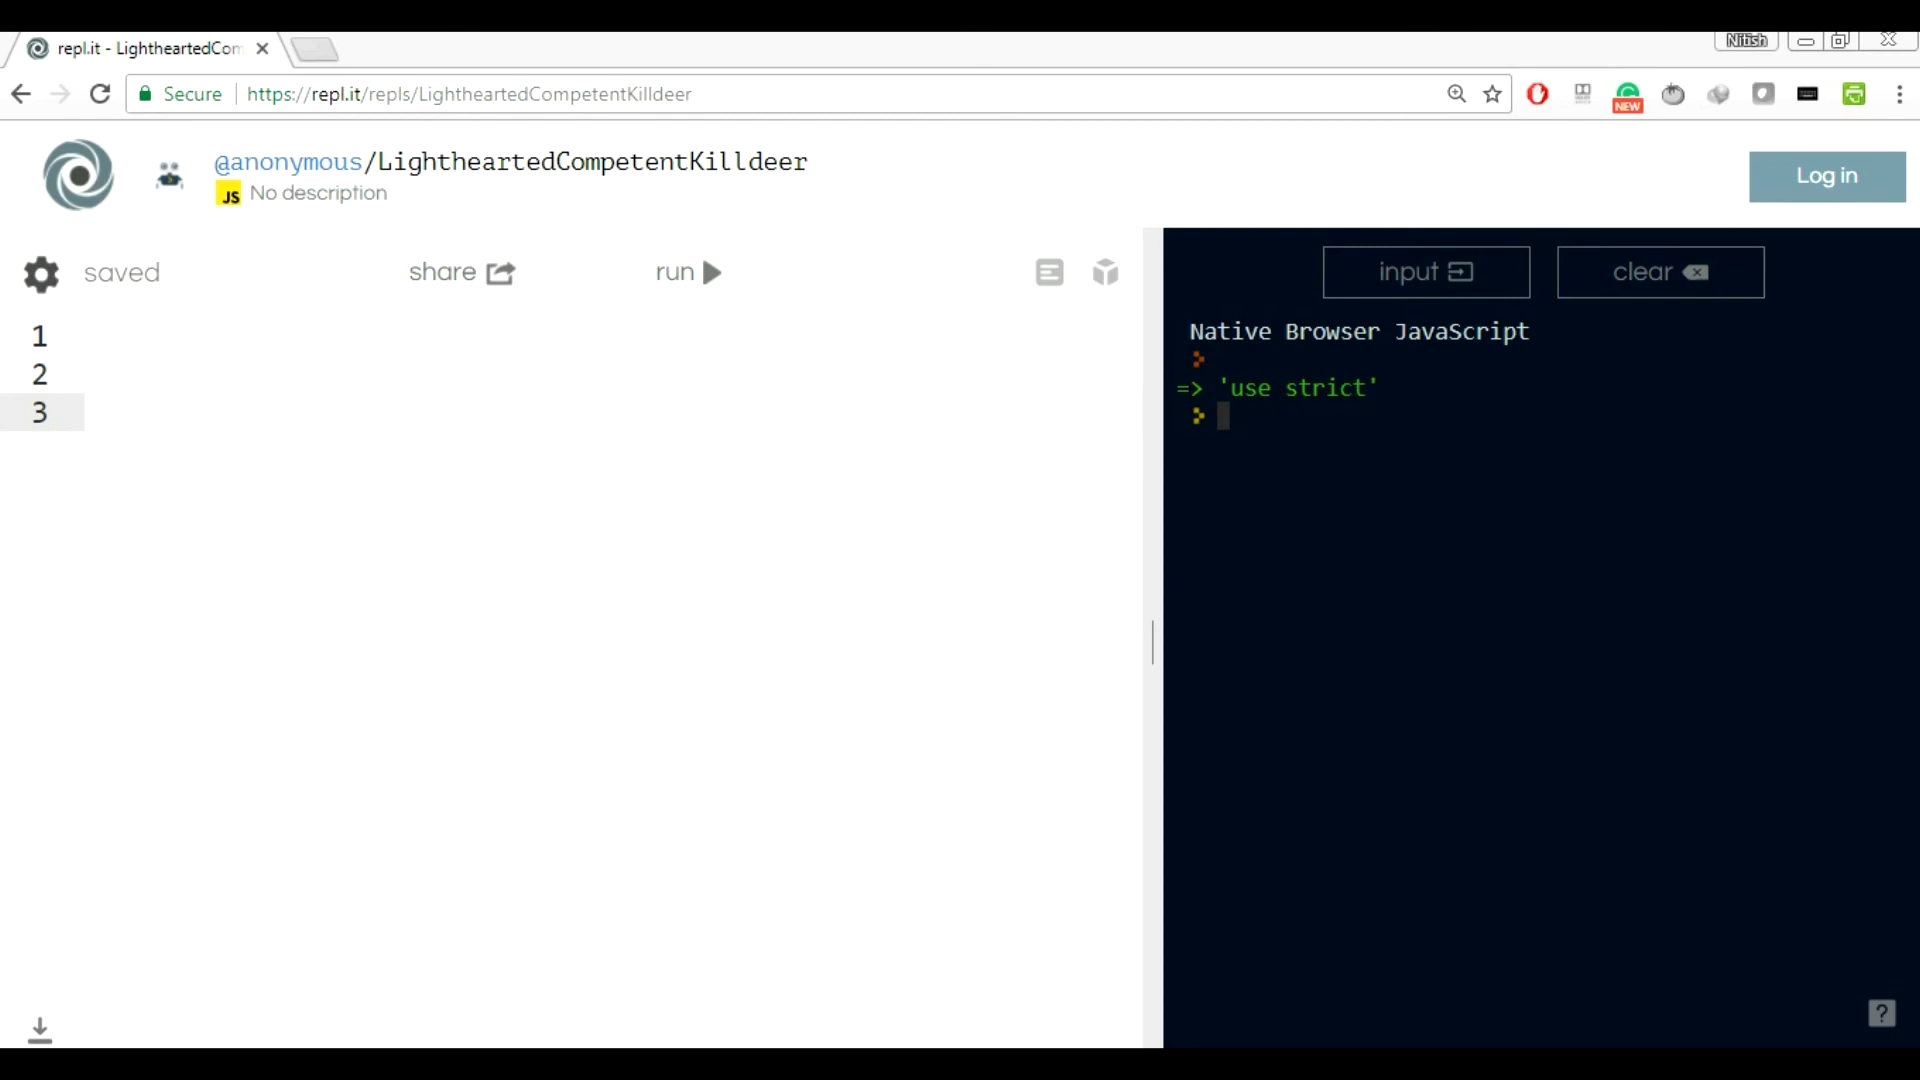 repl.it - LightheartedCom
Nitish
Secure
https://repl.it/repls/LightheartedCompetentKilldeer
NEW
@anonymous/LightheartedCompetentKilldeer
JS No description
Log in
saved
share
run
input
clear
1
2
3
Native Browser JavaScript
>
=> 'use strict'
>
?